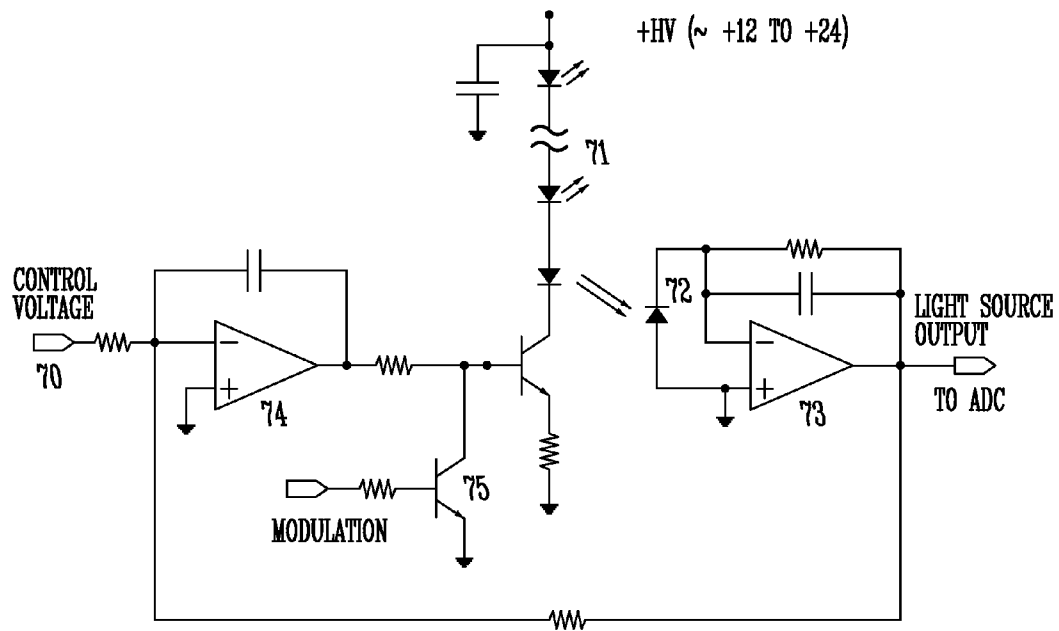 +HV (~ +12 TO +24)
71
CONTROL
VOLTAGE
70
72
LIGHT SOURCE
OUTPUT
−
+
74
−
+
73
TO ADC
75
MODULATION